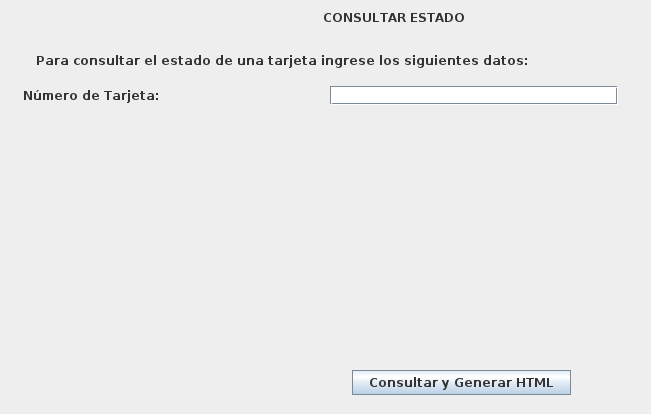 CONSULTAR ESTADO
Para consultar el estado de una tarjeta ingrese los siguientes datos:
Número de Tarjeta:
Consultar y Generar HTML